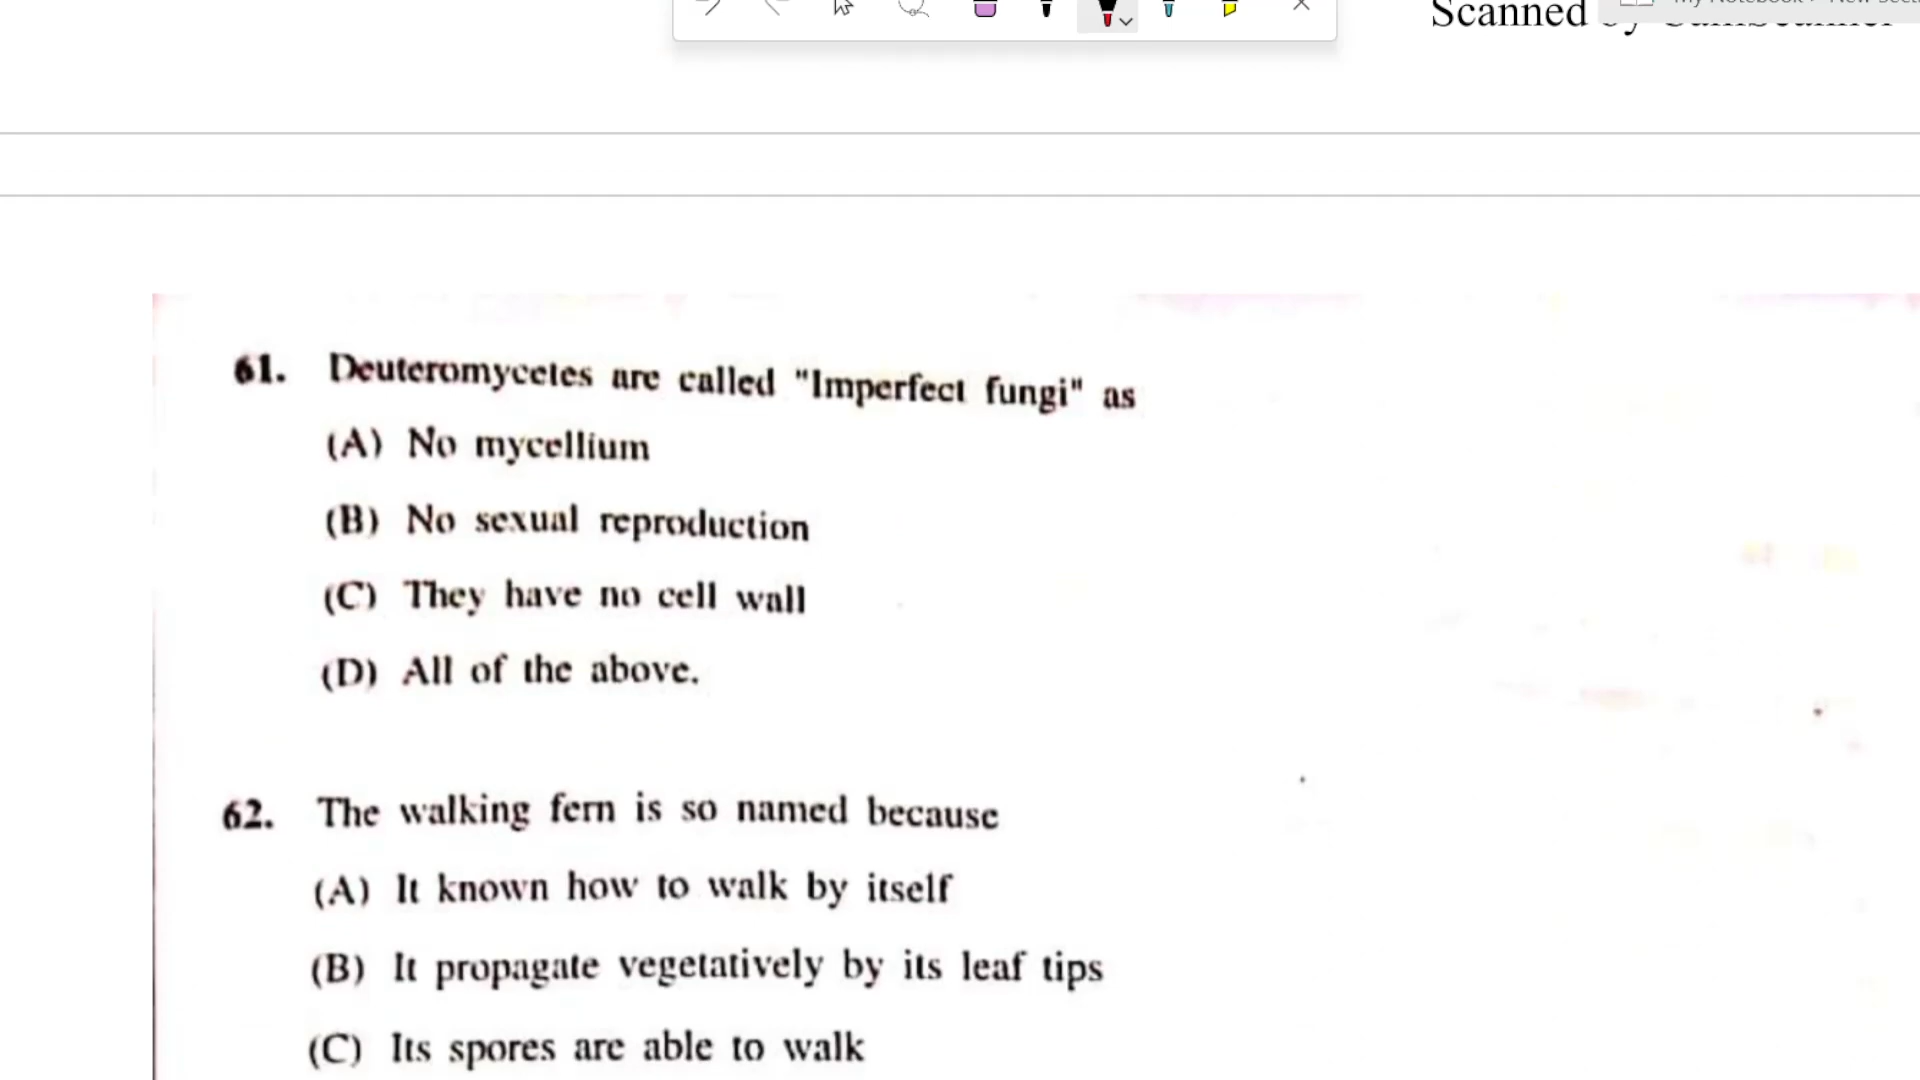 Scanned
61. Deuteromycetes are called "Imperfect fungi" as
(A) No mycellium
(B) No sexual reproduction
(C) They have no cell wall
(D) All of the above.
62. The walking fern is so named because
(A) It known how to walk by itself
(B) It propagate vegetatively by its leaf tips
(C) Its spores are able to walk